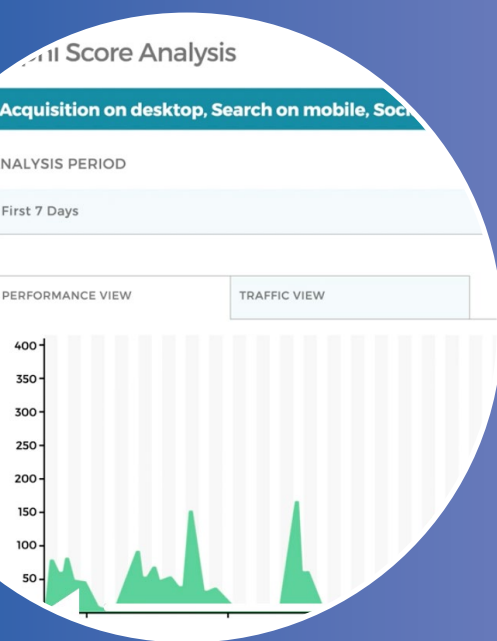 Score Analysis
Acquisition on desktop, Search on mobile,
NALYSIS PERIOD
First 7 Days
PERFORMANCE VIEW
TRAFFIC VIEW
400
350
300
250
200
150
100
50